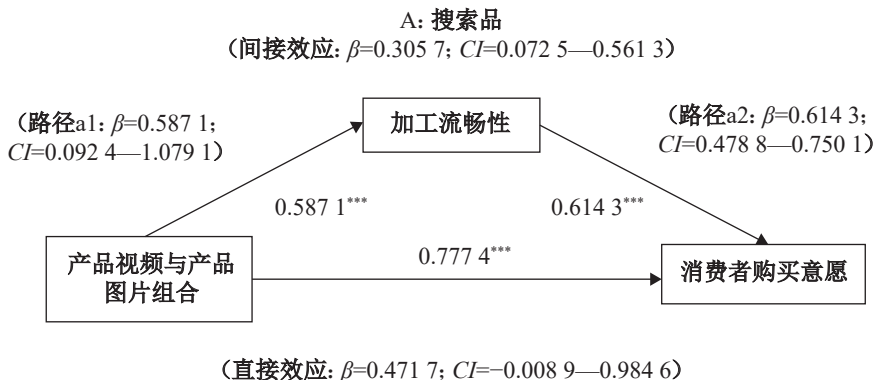 A: 搜索品
（间接效应: β=0.305 7; CI=0.072 5—0.561 3）
（路径a1: β=0.587 1;
CI=0.092 4—1.079 1）
加工流畅性
（路径a2: β=0.614 3;
CI=0.478 8—0.750 1）
0.587 1***
0.614 3***
产品视频与产品
图片组合
0.777 4***
消费者购买意愿
（直接效应: β=0.471 7; CI=−0.008 9—0.984 6）